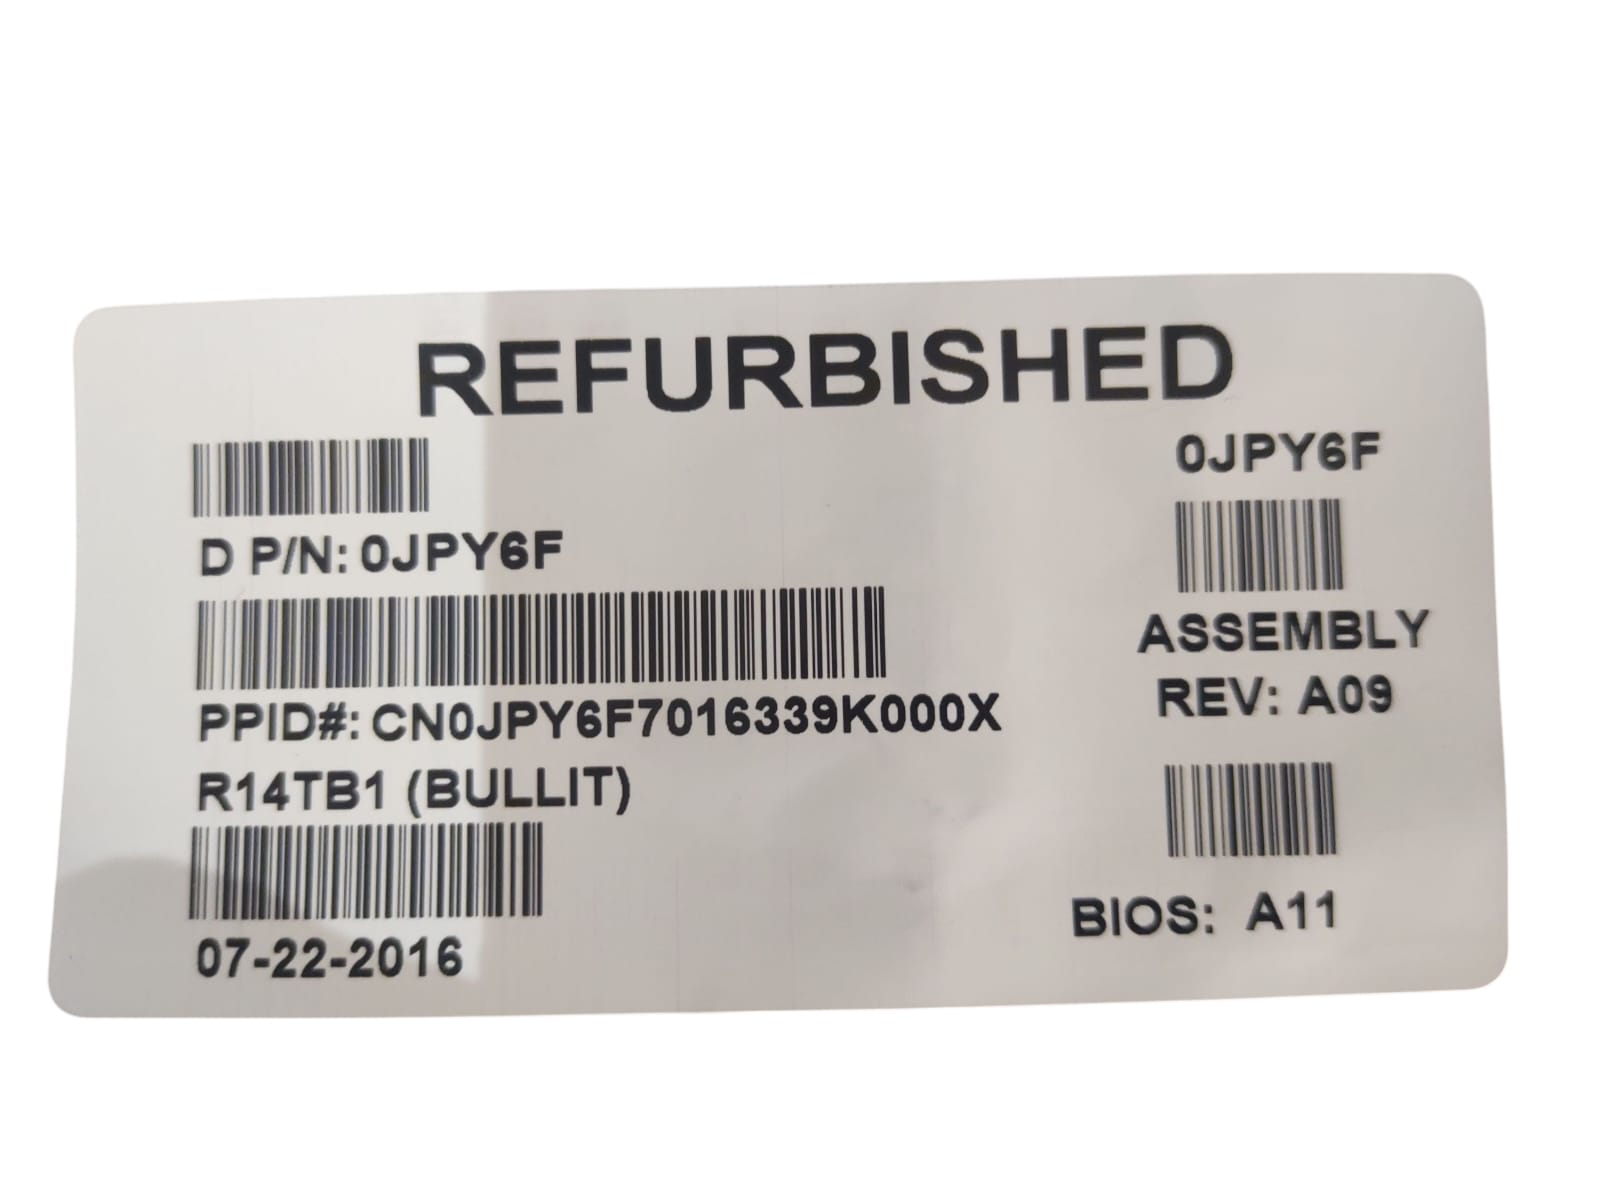 REFURBISHED
0JPY6F
D P/N: 0JPY6F
ASSEMBLY
REV: A09
PPID#: CN0JPY6F7016339K000X
R14TB1 (BULLIT)
BIOS: A11
07-22-2016